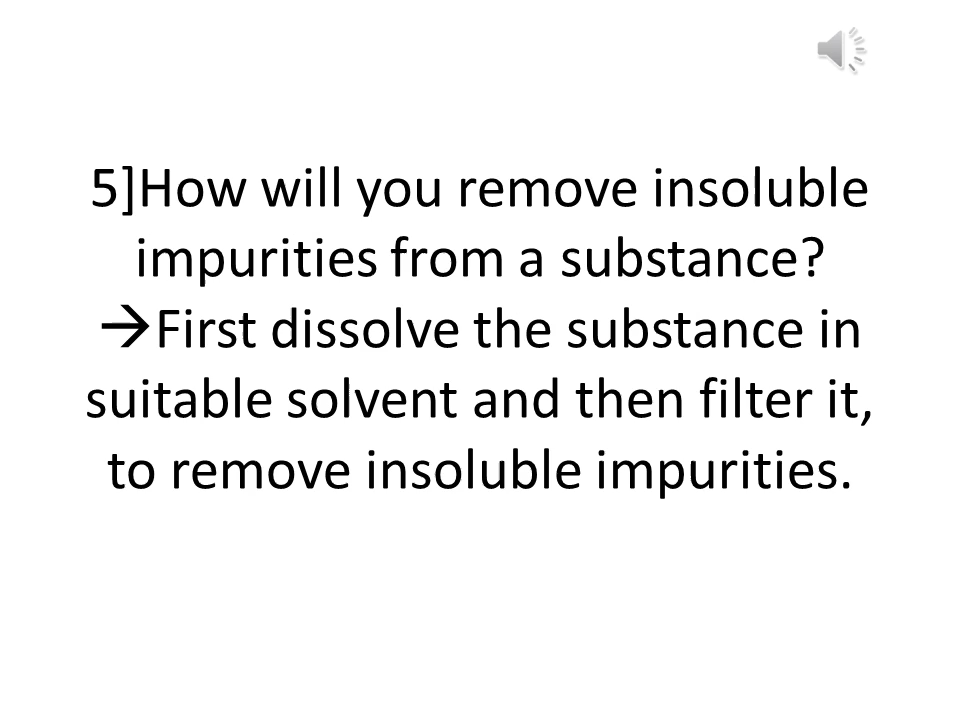 5]How will you remove insoluble
impurities from a substance?
→First dissolve the substance in
suitable solvent and then filter it,
to remove insoluble impurities.